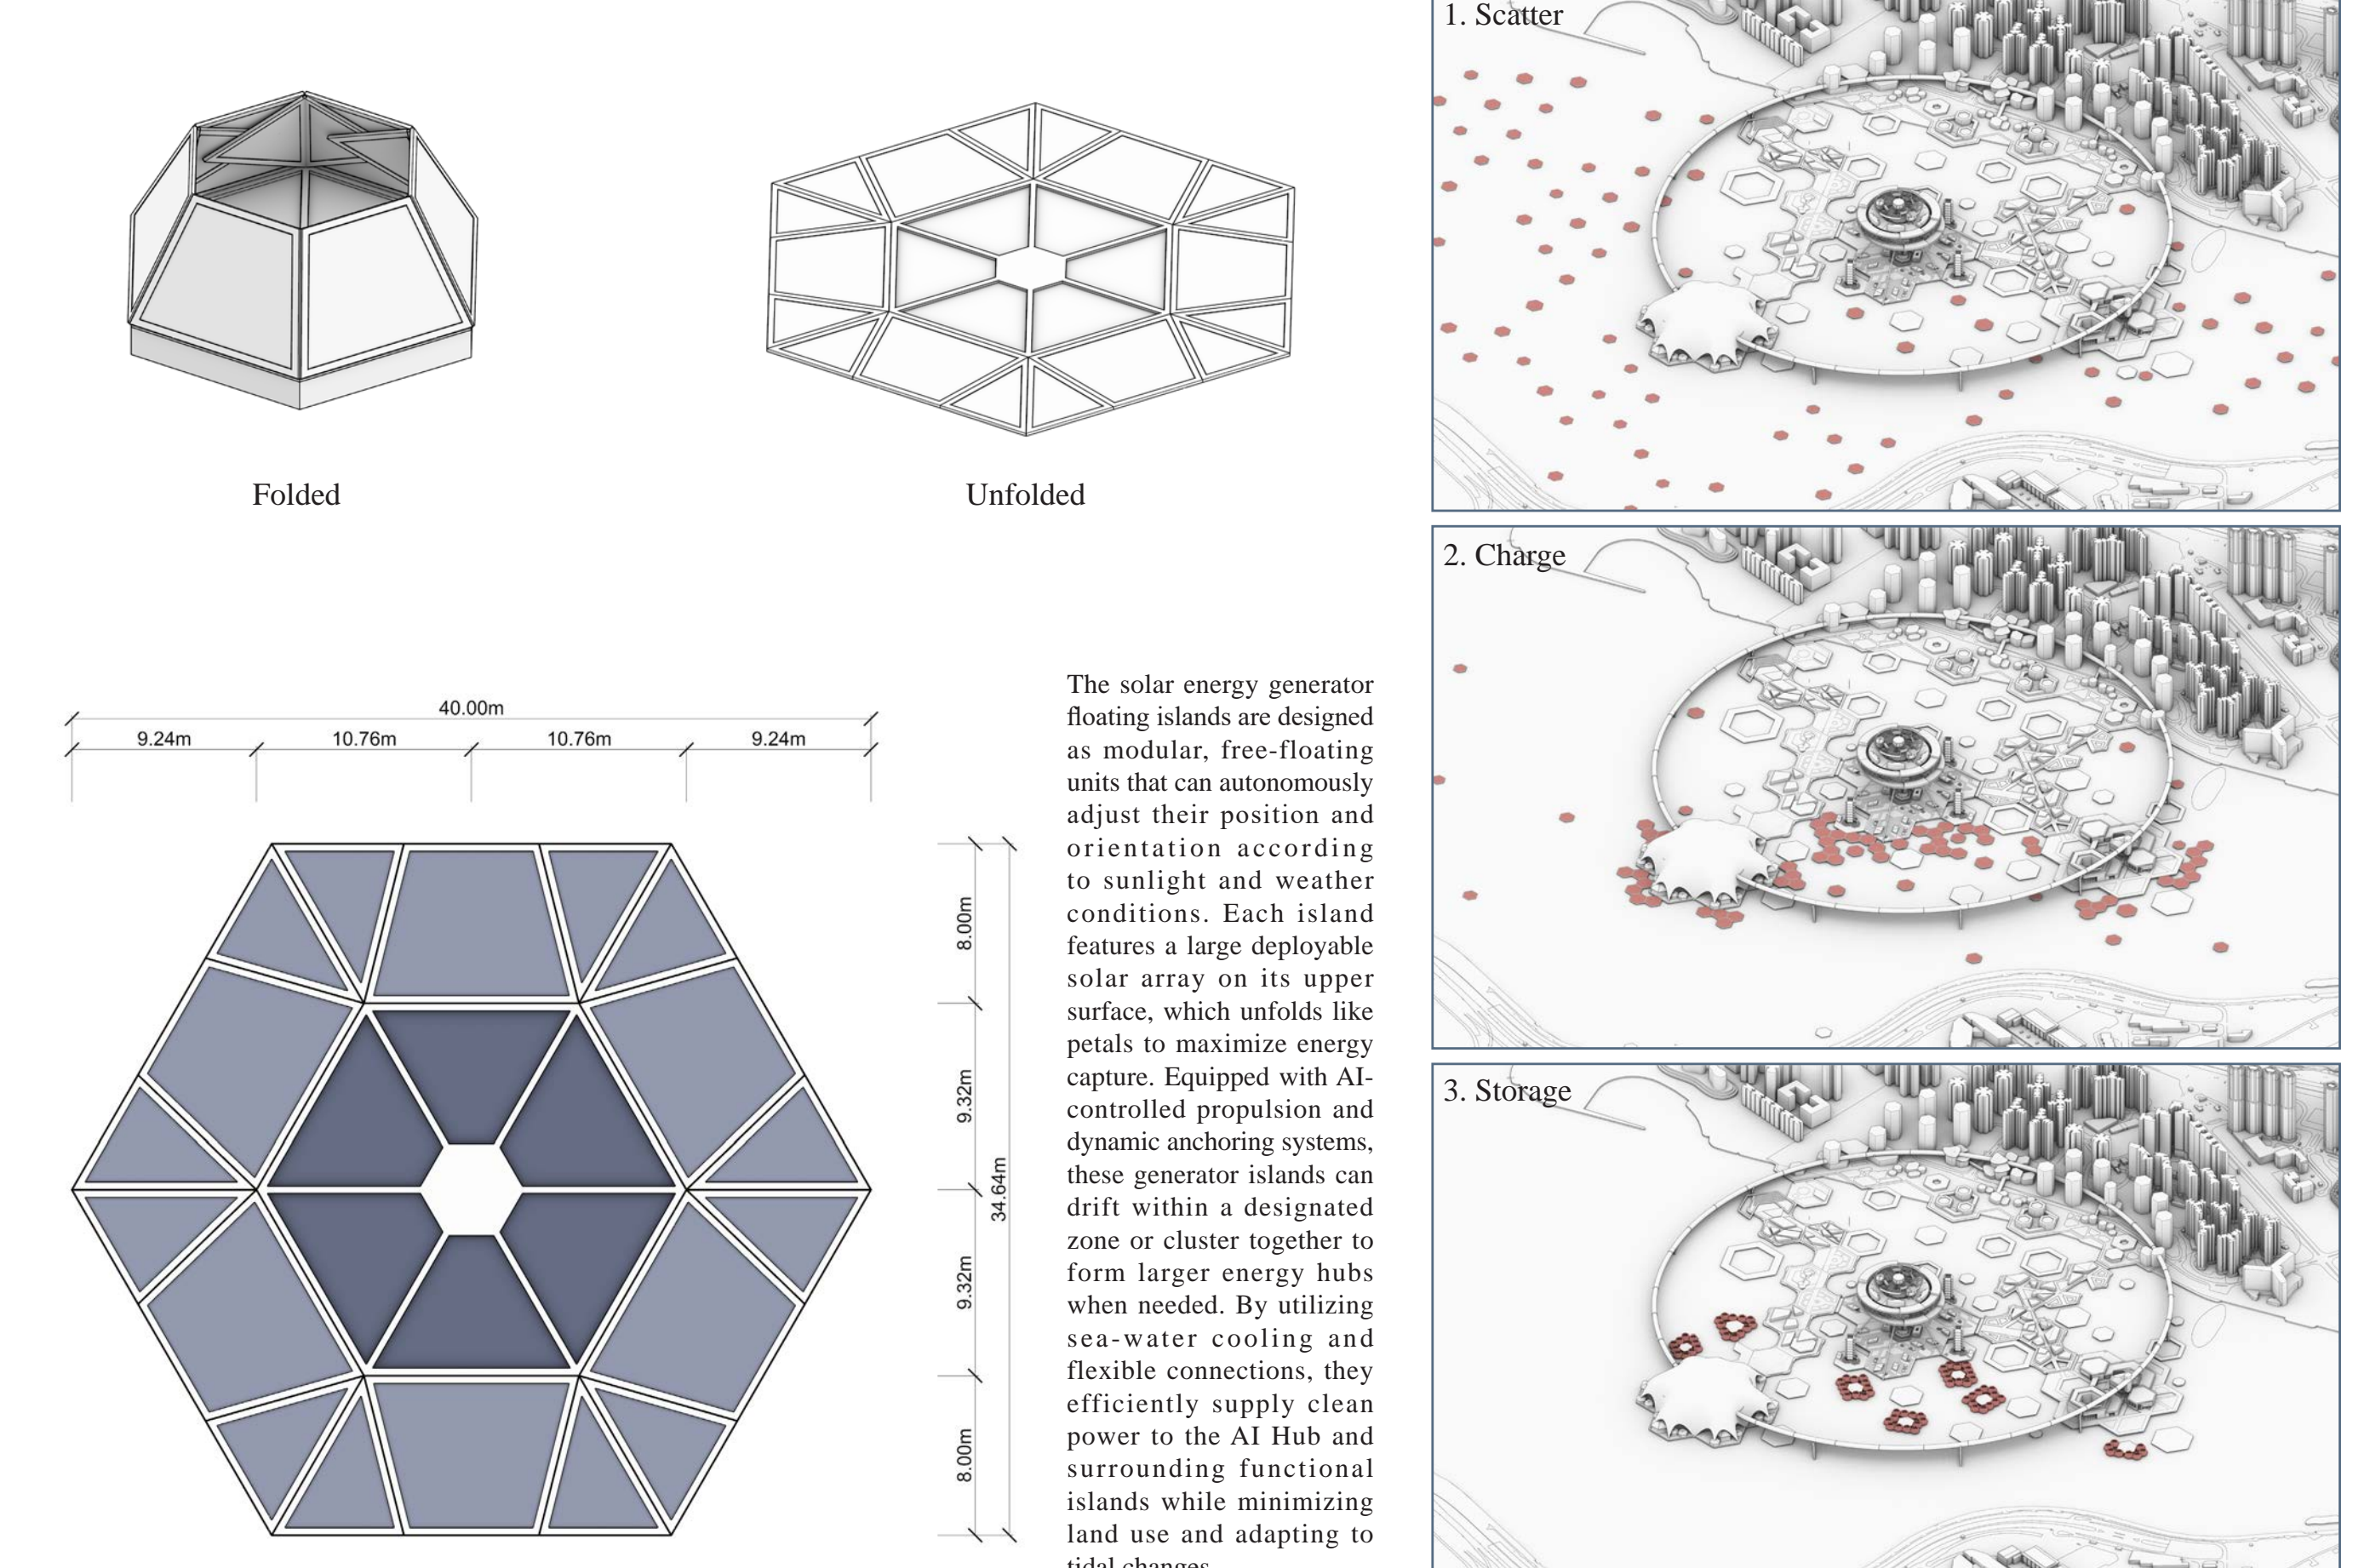 Folded
Unfolded
40.00m
9.24m
10.76m
10.76m
9.24m
8.00m
9.32m
9.32m
8.00m
34.64m
The solar energy generator
floating islands are designed
as modular, free-floating
units that can autonomously
adjust their position and
orientation according
to sunlight and weather
conditions. Each island
features a large deployable
solar array on its upper
surface, which unfolds like
petals to maximize energy
capture. Equipped with AI-
controlled propulsion and
dynamic anchoring systems,
these generator islands can
drift within a designated
zone or cluster together to
form larger energy hubs
when needed. By utilizing
sea-water cooling and
flexible connections, they
efficiently supply clean
power to the AI Hub and
surrounding functional
islands while minimizing
land use and adapting to
tidal changes
1. Scatter
2. Charge
3. Storage